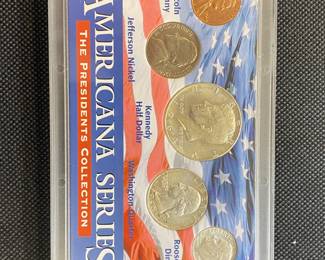 AMERICANA SERIES
THE PRESIDENTS COLLECTION
Jefferson Nickel
Kennedy
Half Dollar
Washington Quarter